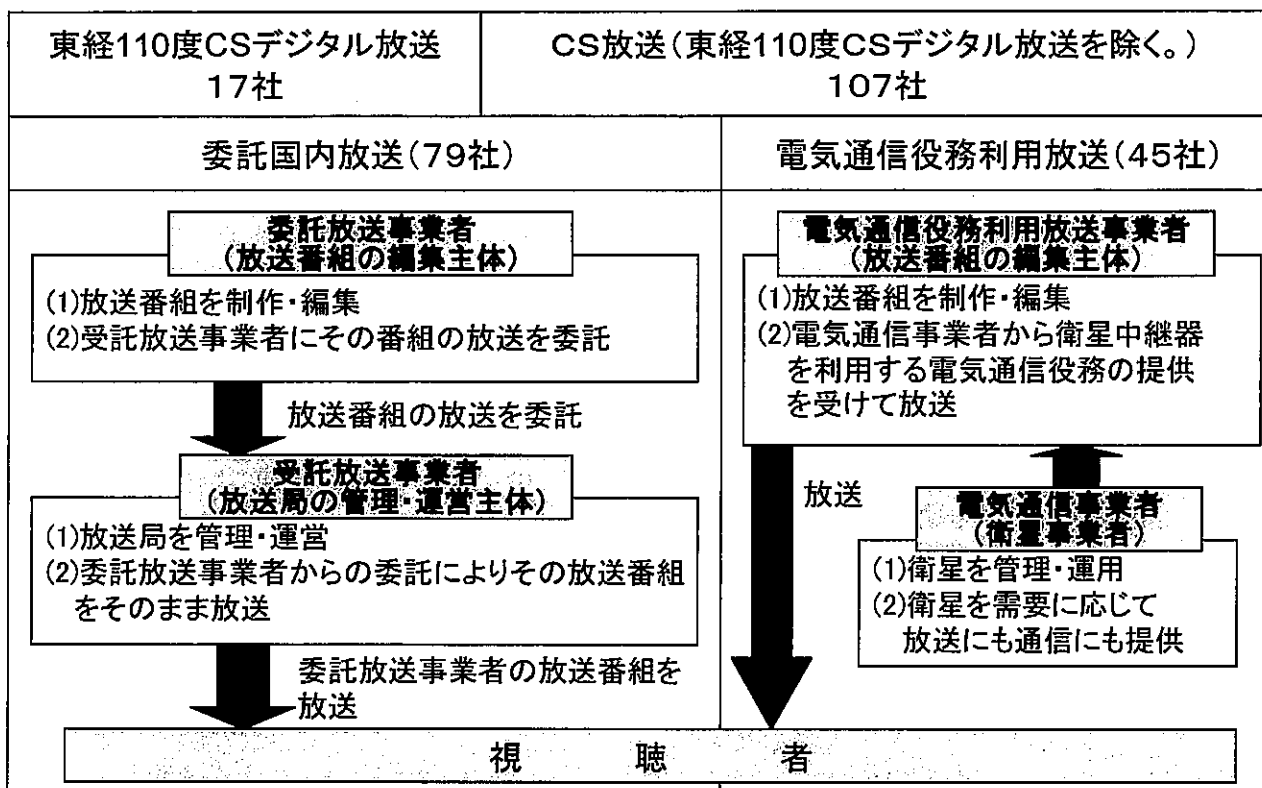 東経110度CSデジタル放送
17社
CS放送(東経110度CSデジタル放送を除く。)
107社
委託国内放送(79社)
電気通信役務利用放送(45社)
委託放送事業者
(放送番組の編集主体)
(1)放送番組を制作・編集
(2)受託放送事業者にその番組の放送を委託
放送番組の放送を委託
受託放送事業者
(放送局の管理・運営主体)
(1)放送局を管理・運営
(2)委託放送事業者からの委託によりその放送番組
をそのまま放送
委託放送事業者の放送番組を
放送
電気通信役務利用放送事業者
(放送番組の編集主体)
(1)放送番組を制作・編集
(2)電気通信事業者から衛星中継器
を利用する電気通信役務の提供
を受けて放送
放送
電気通信事業者
(衛星事業者)
(1)衛星を管理・運用
(2)衛星を需要に応じて
放送にも通信にも提供
視 聴 者